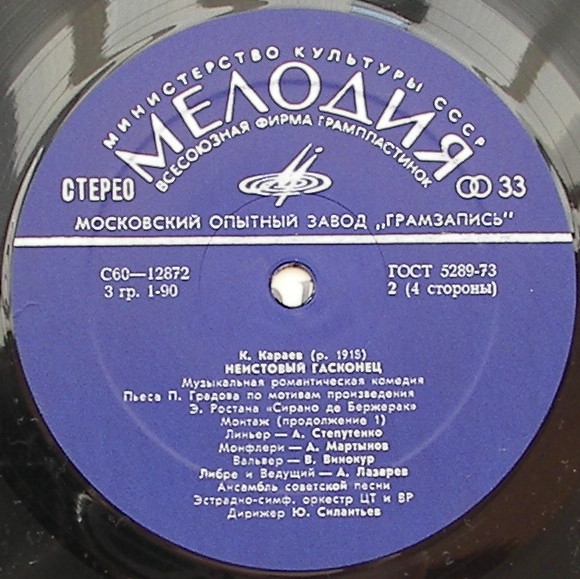 МИНИСТЕРСТВО КУЛЬТУРЫ СССР
МЕЛОДИЯ
ВСЕСОЮЗНАЯ ФИРМА ГРАМПЛАСТИНОК
СТЕРЕО
33
МОСКОВСКИЙ ОПЫТНЫЙ ЗАВОД „ГРАМЗАПИСЬ"
С60—12872
ГОСТ 5289-73
3 гр. 1-90
2 (4 стороны)
К. Караев (р. 1918)
НЕИСТОВЫЙ ГАСКОНЕЦ
Музыкальная романтическая комедия
Пьеса П. Градова по мотивам произведения
Э. Ростана «Сирано де Бержерак»
Монтаж (продолжение 1)
Линьер — А. Степутенко
Монфлери — А. Мартынов
Вальвер — В. Винокур
Либре и Ведущий — А. Лазарев
Ансамбль советской песни
Эстрадно-симф. оркестр ЦТ и ВР
Дирижер Ю. Силантьев